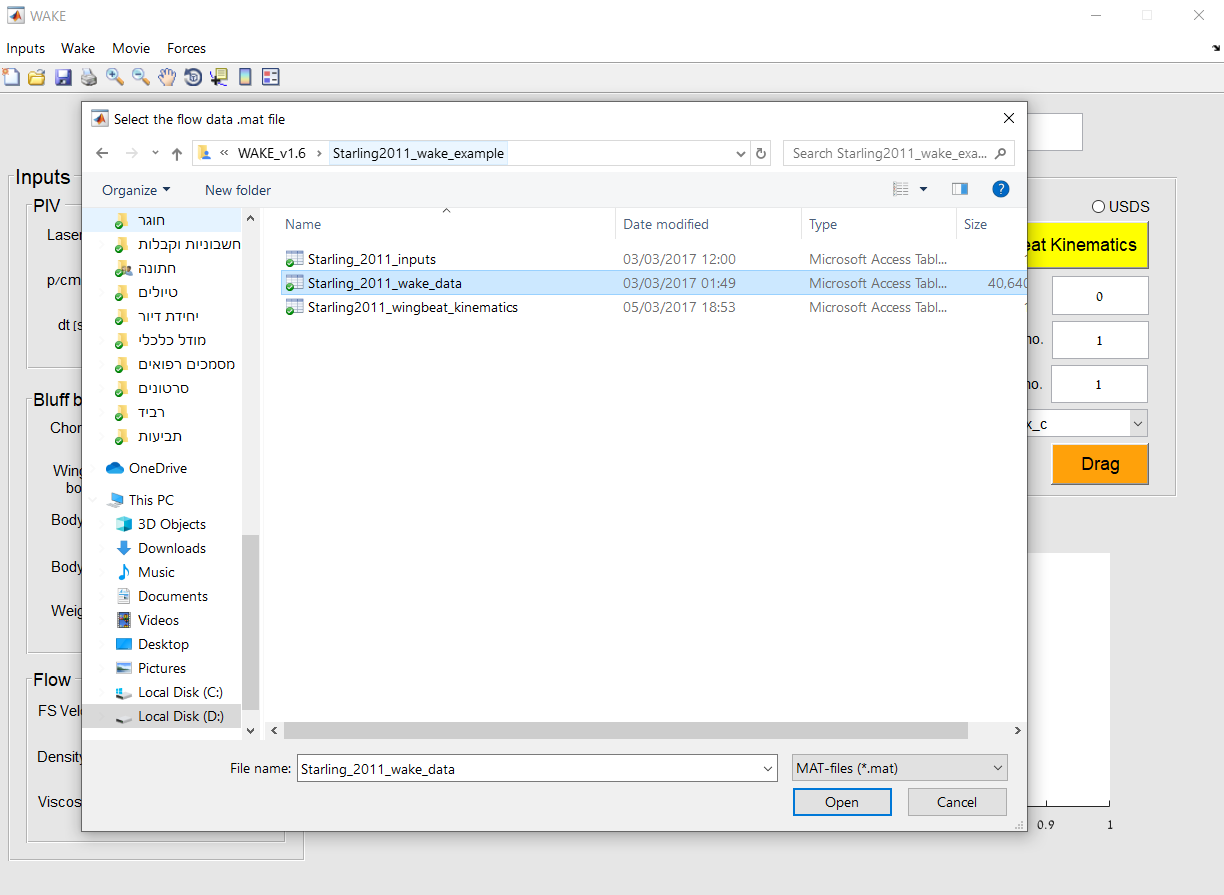 WAKE
Inputs Wake Movie Forces
Select the flow data .mat file
« WAKE_v1.6 › Starling2011_wake_example
Search Starling2011_wake_exa...
Organize New folder
Name Date modified Type Size
Starling_2011_inputs 03/03/2017 12:00 Microsoft Access Tabl...
Starling_2011_wake_data 03/03/2017 01:49 Microsoft Access Tabl... 40,640
Starling2011_wingbeat_kinematics 05/03/2017 18:53 Microsoft Access Tabl...
חוגר
חשבוניות וקבלות
חתונה
טיולים
יחידת דיור
מודל כלכלי
מסמכים רפואים
סרטונים
רביד
תביעות
OneDrive
This PC
3D Objects
Downloads
Music
Documents
Videos
Desktop
Pictures
Local Disk (C:)
Local Disk (D:)
File name: Starling_2011_wake_data
MAT-files (*.mat)
Open Cancel
Inputs
PIV
Laser
p/cm
dt [s
Bluff b
Chor
Wing
bo
Body
Body
Weig
Flow
FS Vel
Density
Viscos
USDS
eat Kinematics
0
no. 1
no. 1
x_c
Drag
0.9 1